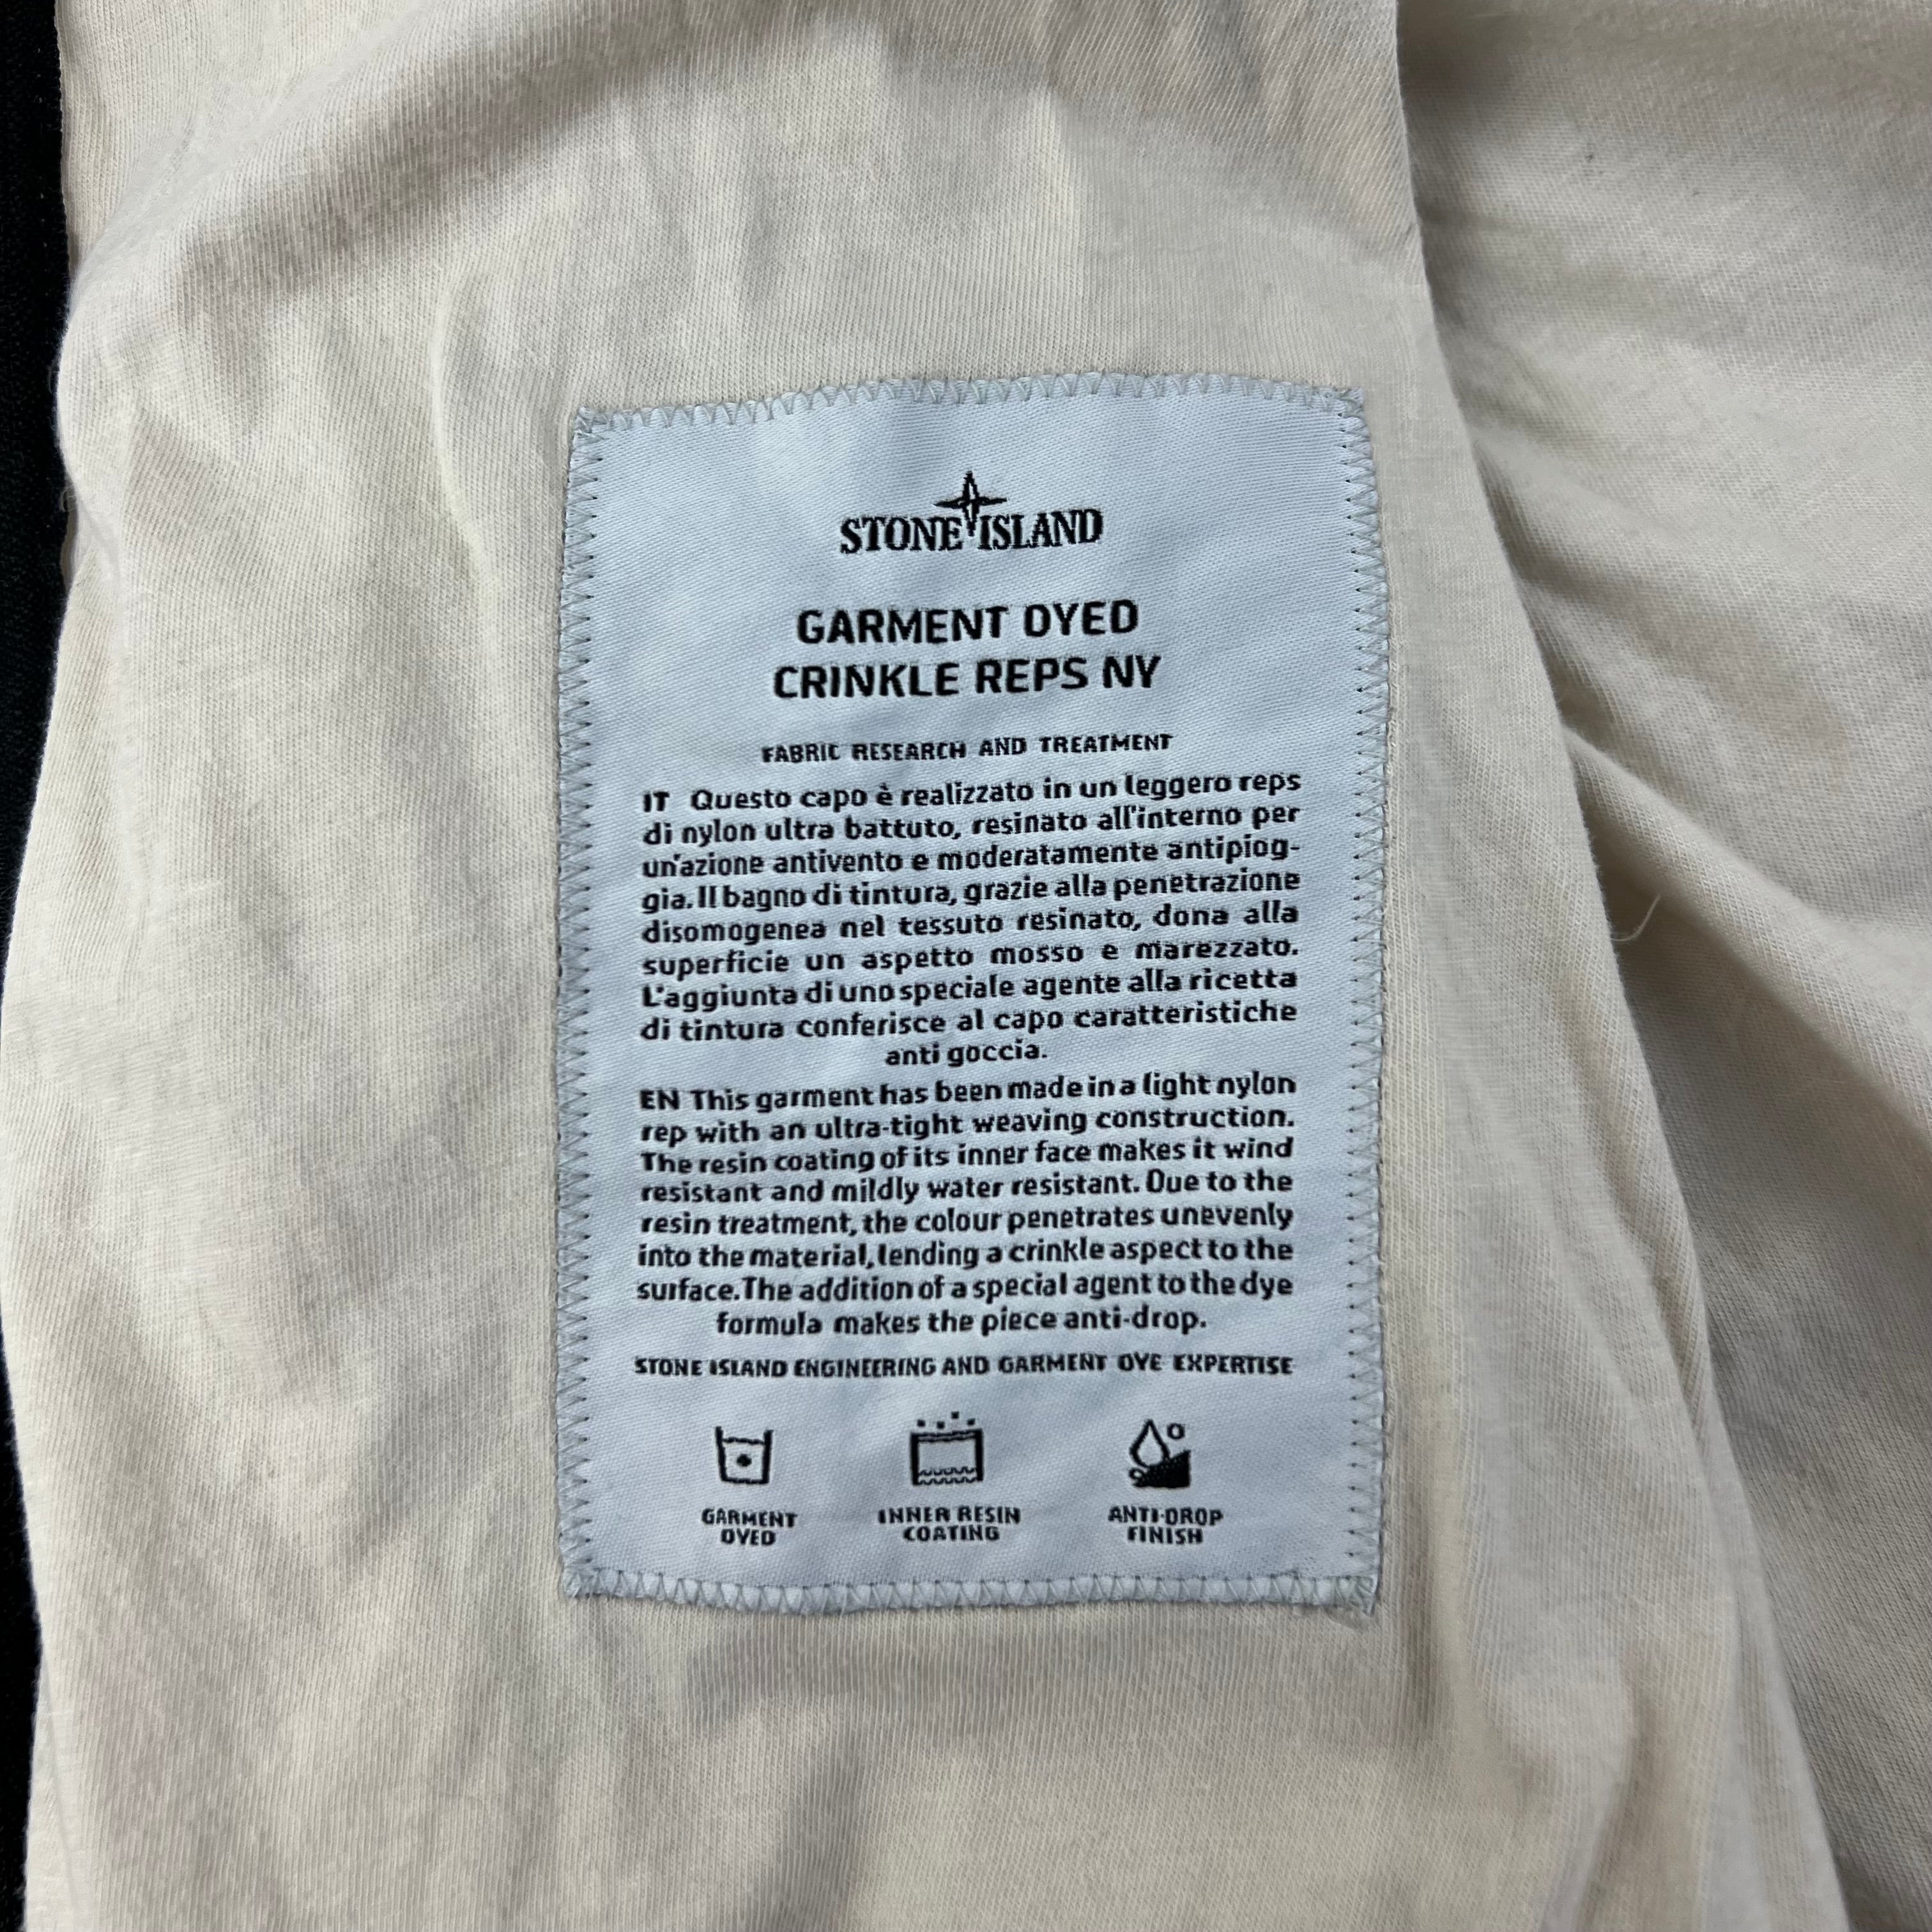 STONE ISLAND
GARMENT DYED
CRINKLE REPS NY
FABRIC RESEARCH AND TREATMENT
IT Questo capo è realizzato in un leggero reps
di nylon ultra battuto, resinato all'interno per
un'azione antivento e moderatamente antipiog-
gia. Il bagno di tintura, grazie alla penetrazione
disomogenea nel tessuto resinato, dona alla
superficie un aspetto mosso e marezzato.
L'aggiunta di uno speciale agente alla ricetta
di tintura conferisce al capo caratteristiche
anti goccia.
EN This garment has been made in a light nylon
rep with an ultra-tight weaving construction.
The resin coating of its inner face makes it wind
resistant and mildly water resistant. Due to the
resin treatment, the colour penetrates unevenly
into the material, lending a crinkle aspect to the
surface. The addition of a special agent to the dye
formula makes the piece anti-drop.
STONE ISLAND ENGINEERING AND GARMENT DYE EXPERTISE
GARMENT DYED
INNER RESIN COATING
ANTI-DROP FINISH